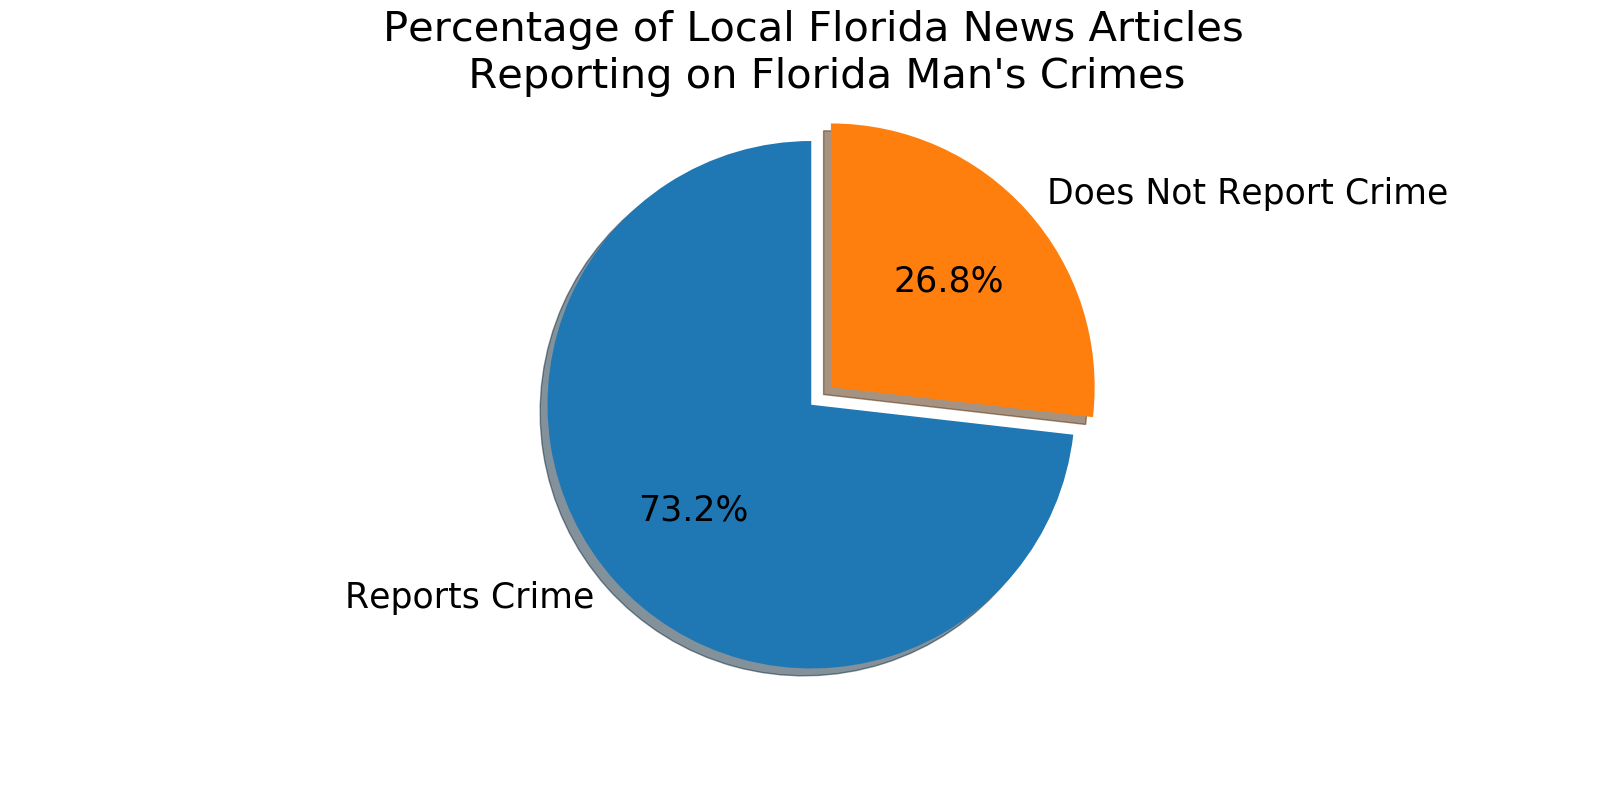 Percentage of Local Florida News Articles
Reporting on Florida Man's Crimes
Does Not Report Crime
26.8%
73.2%
Reports Crime